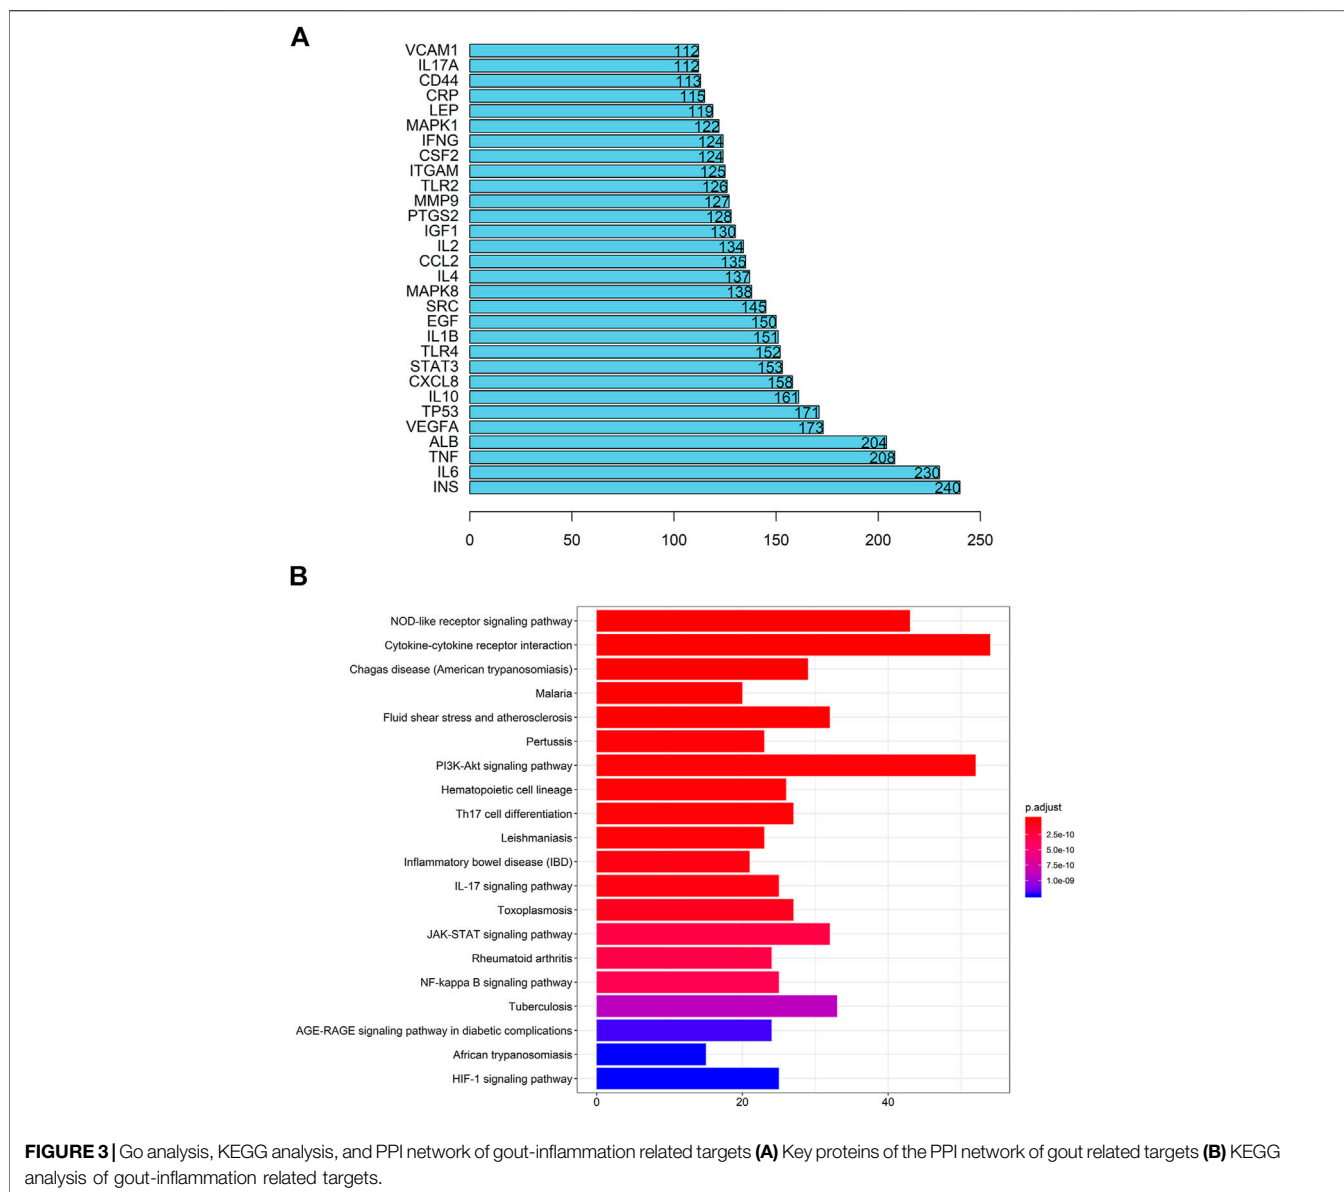 A
VCAM1 112
IL17A 112
CD44 113
CRP 115
LEP 119
MAPK1 122
IFNG 124
CSF2 124
ITGAM 125
TLR2 126
MMP9 127
PTGS2 128
IGF1 130
IL2 134
CCL2 135
IL4 137
MAPK8 138
SRC 145
EGF 150
IL1B 151
TLR4 152
STAT3 153
CXCL8 158
IL10 161
TP53 171
VEGFA 173
ALB 204
TNF 208
IL6 230
INS 240
0 50 100 150 200 250
B
NOD-like receptor signaling pathway
Cytokine-cytokine receptor interaction
Chagas disease (American trypanosomiasis)
Malaria
Fluid shear stress and atherosclerosis
Pertussis
PI3K-Akt signaling pathway
Hematopoietic cell lineage
Th17 cell differentiation
Leishmaniasis
Inflammatory bowel disease (IBD)
IL-17 signaling pathway
Toxoplasmosis
JAK-STAT signaling pathway
Rheumatoid arthritis
NF-kappa B signaling pathway
Tuberculosis
AGE-RAGE signaling pathway in diabetic complications
African trypanosomiasis
HIF-1 signaling pathway
0 20 40
p.adjust
2.5e-10
5.0e-10
7.5e-10
1.0e-09
FIGURE 3 | Go analysis, KEGG analysis, and PPI network of gout-inflammation related targets (A) Key proteins of the PPI network of gout related targets (B) KEGG
analysis of gout-inflammation related targets.